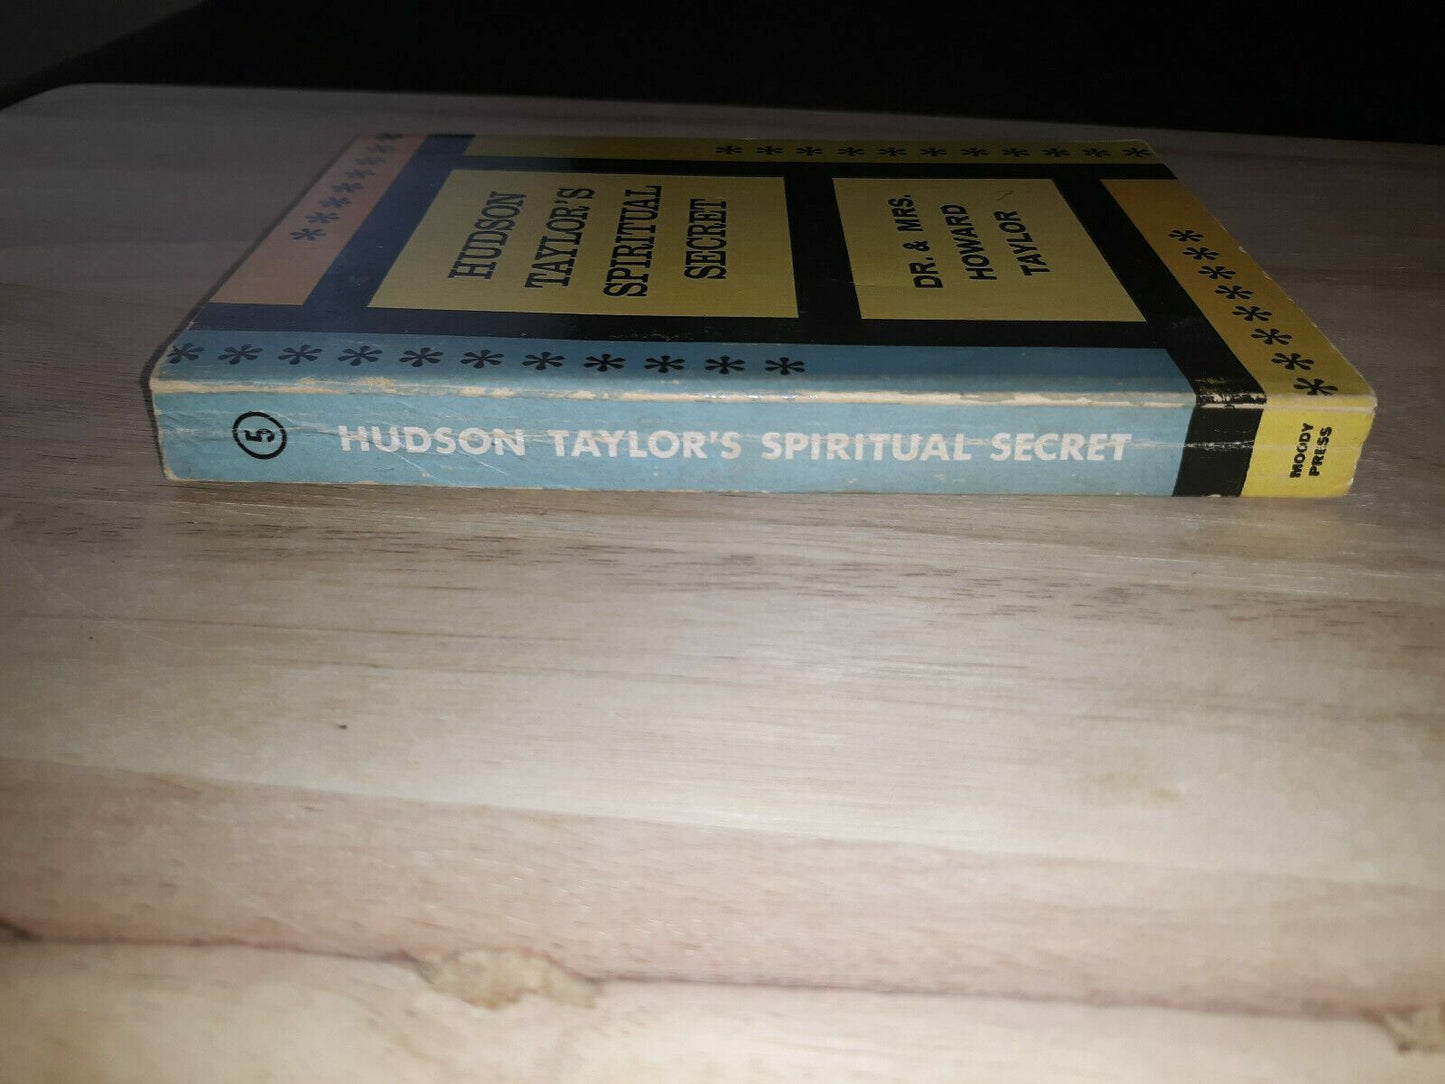 HUDSON
TAYLOR'S
SPIRITUAL
SECRET
DR. & MRS.
HOWARD
TAYLOR
5
HUDSON TAYLOR'S SPIRITUAL SECRET
MOODY
PRESS